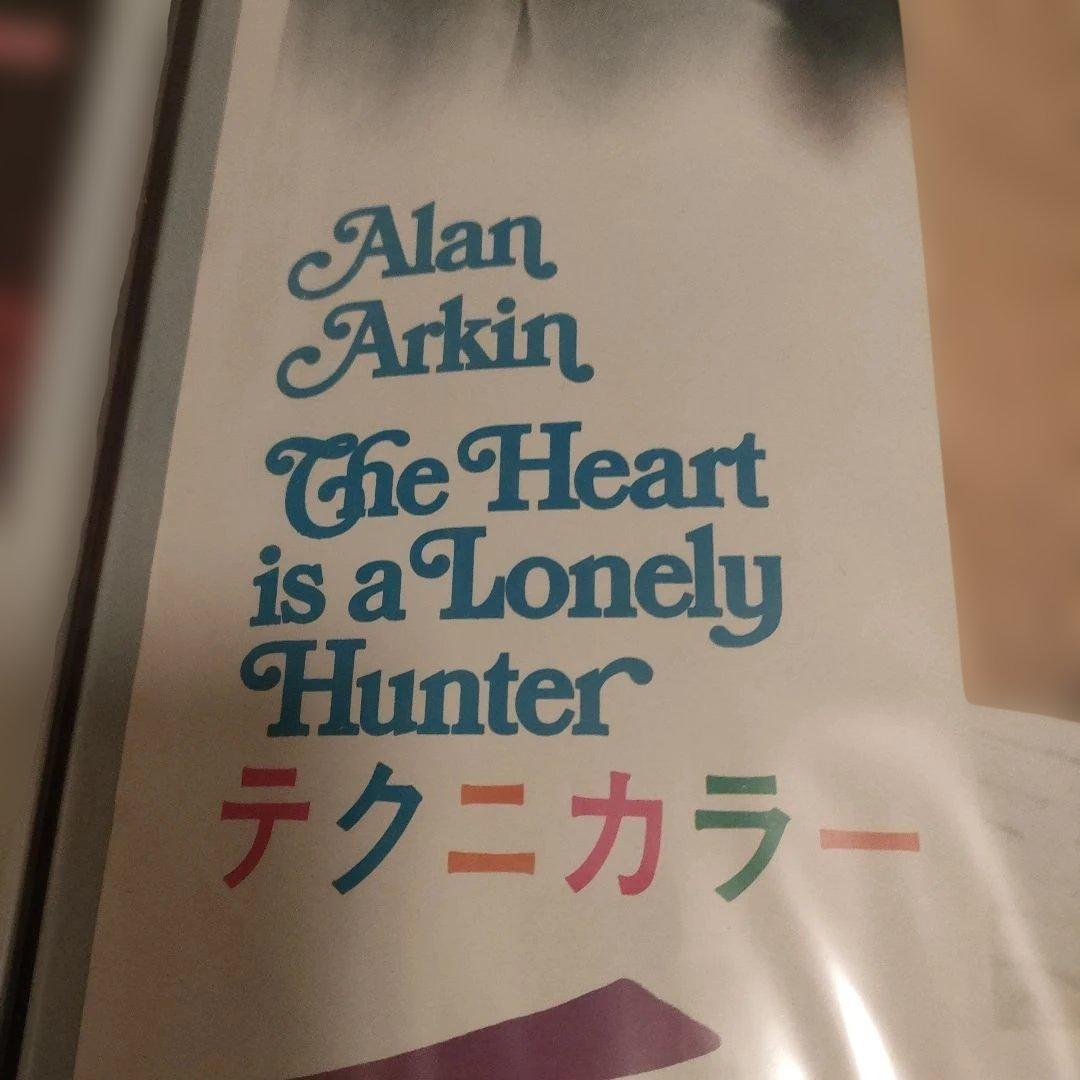 Alan
Arkin
The Heart
is a Lonely
Hunter
テクニカラー